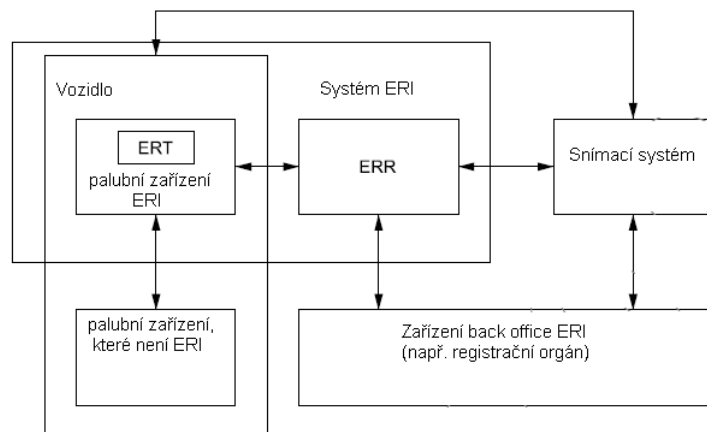 Vozidlo
Systém ERI
ERT
palubní zařízení
ERI
ERR
Snímací systém
palubní zařízení,
které není ERI
Zařízení back office ERI
(např. registrační orgán)